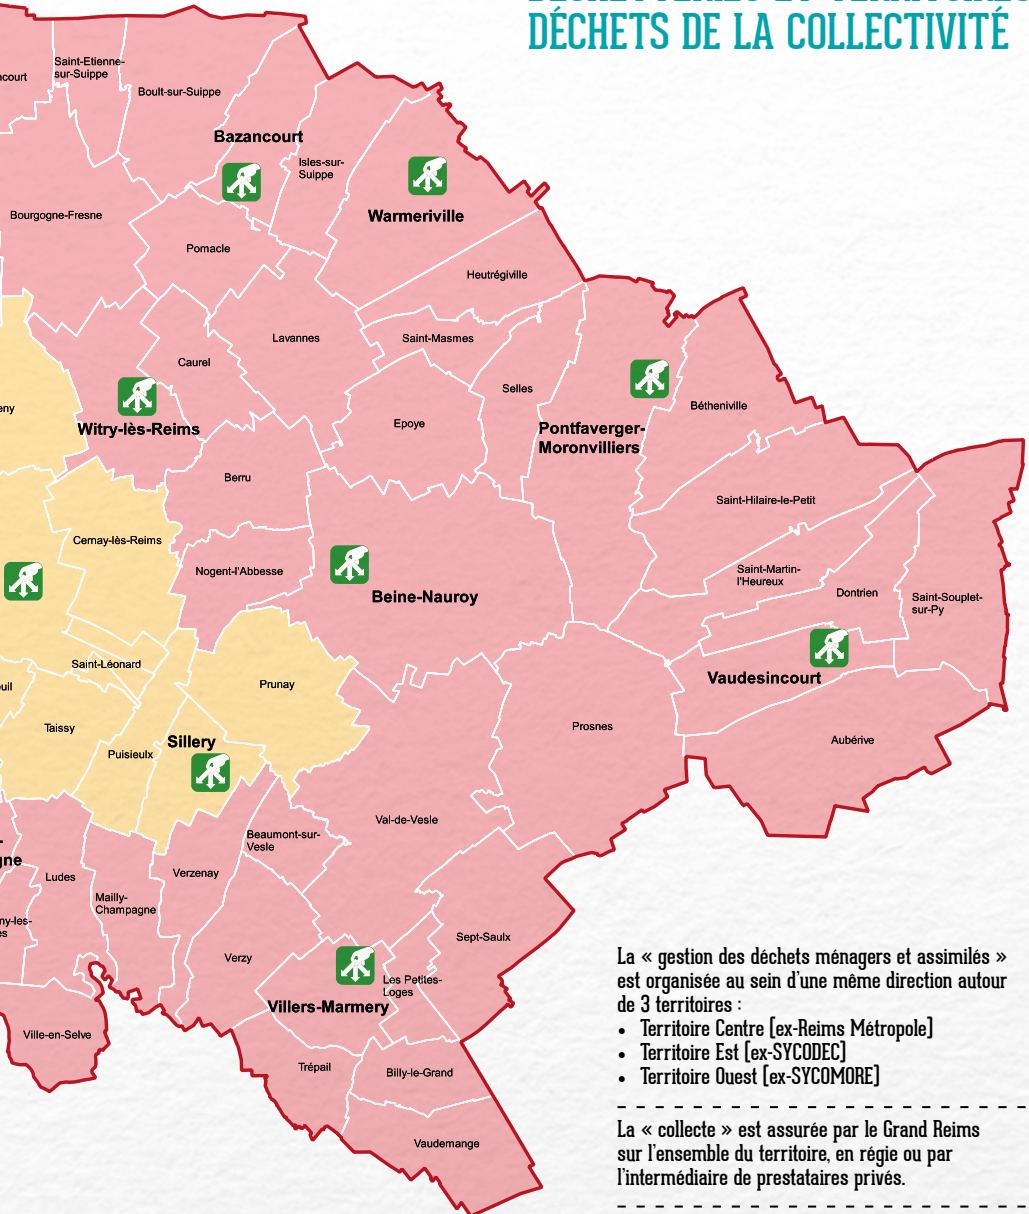 DÉCHETS DE LA COLLECTIVITÉ
Saint-Etienne-
sur-Suippe
Boult-sur-Suippe
Bazancourt
Isles-sur-
Suippe
Warmeriville
Bourgogne-Fresne
Pomacle
Heutrégiville
Lavannes
Saint-Masmes
Caurel
Selles
Bétheniville
Witry-lès-Reims
Epoye
Pontfaverger-
Moronvilliers
Berru
Saint-Hilaire-le-Petit
Cernay-lès-Reims
Nogent-l'Abbesse
Beine-Nauroy
Saint-Martin-
l'Heureux
Dontrien
Saint-Souplet-
sur-Py
Saint-Léonard
Prunay
Vaudesincourt
Taissy
Puisieulx
Sillery
Prosnes
Aubérive
Val-de-Vesle
Beaumont-sur-
Vesle
Ludes
Verzenay
Mailly-
Champagne
Sept-Saulx
Verzy
Les Petites-
Loges
Villers-Marmery
Ville-en-Selve
Trépail
Billy-le-Grand
Vaudemange
La « gestion des déchets ménagers et assimilés »
est organisée au sein d'une même direction autour
de 3 territoires :
• Territoire Centre [ex-Reims Métropole]
• Territoire Est [ex-SYCODEC]
• Territoire Ouest [ex-SYCOMORE]
La « collecte » est assurée par le Grand Reims
sur l'ensemble du territoire, en régie ou par
l'intermédiaire de prestataires privés.